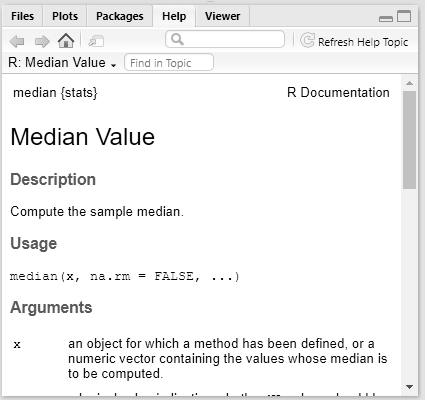 Files Plots Packages Help Viewer
Refresh Help Topic
R: Median Value Find in Topic
median {stats} R Documentation
Median Value
Description
Compute the sample median.
Usage
median(x, na.rm = FALSE, ...)
Arguments
x an object for which a method has been defined, or a
numeric vector containing the values whose median is
to be computed.